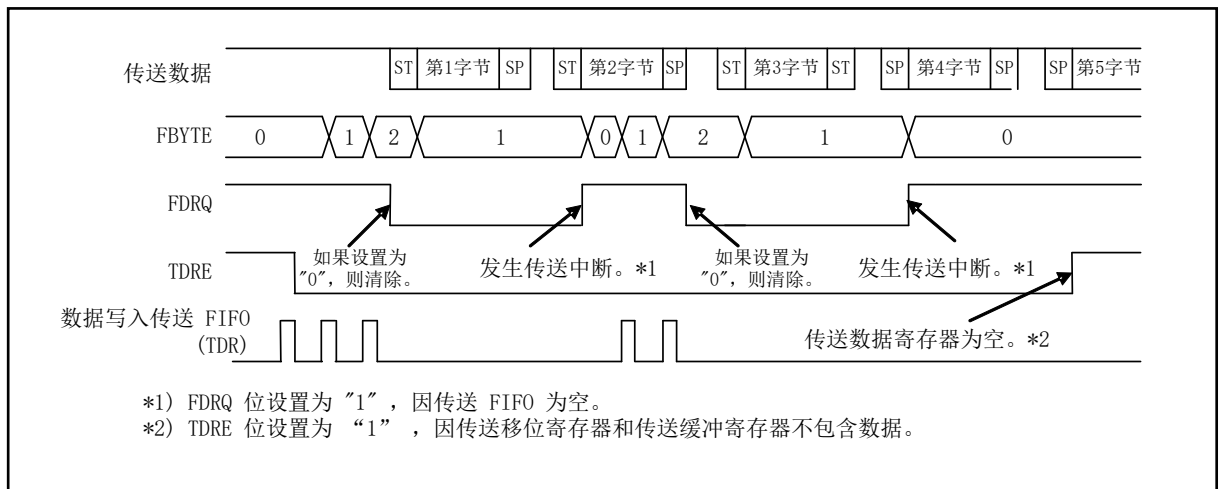 传送数据 ST 第1字节 SP ST 第2字节 SP ST 第3字节 ST SP 第4字节 SP SP 第5字节
FBYTE 0 1 2 1 0 1 2 1 0
FDRQ
如果设置为
"0"，则清除。
发生传送中断。*1
如果设置为
"0"，则清除。
发生传送中断。*1
TDRE
传送数据寄存器为空。*2
数据写入传送 FIFO
(TDR)
*1) FDRQ 位设置为 "1" ，因传送 FIFO 为空。
*2) TDRE 位设置为 “1” ，因传送移位寄存器和传送缓冲寄存器不包含数据。